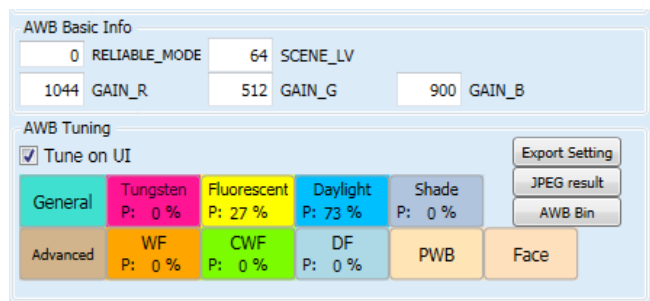 AWB Basic Info
0 RELIABLE_MODE 64 SCENE_LV
1044 GAIN_R 512 GAIN_G 900 GAIN_B
AWB Tuning
Tune on UI
Export Setting
JPEG result
AWB Bin
General
Tungsten
P: 0 %
Fluorescent
P: 27 %
Daylight
P: 73 %
Shade
P: 0 %
Advanced
WF
P: 0 %
CWF
P: 0 %
DF
P: 0 %
PWB
Face